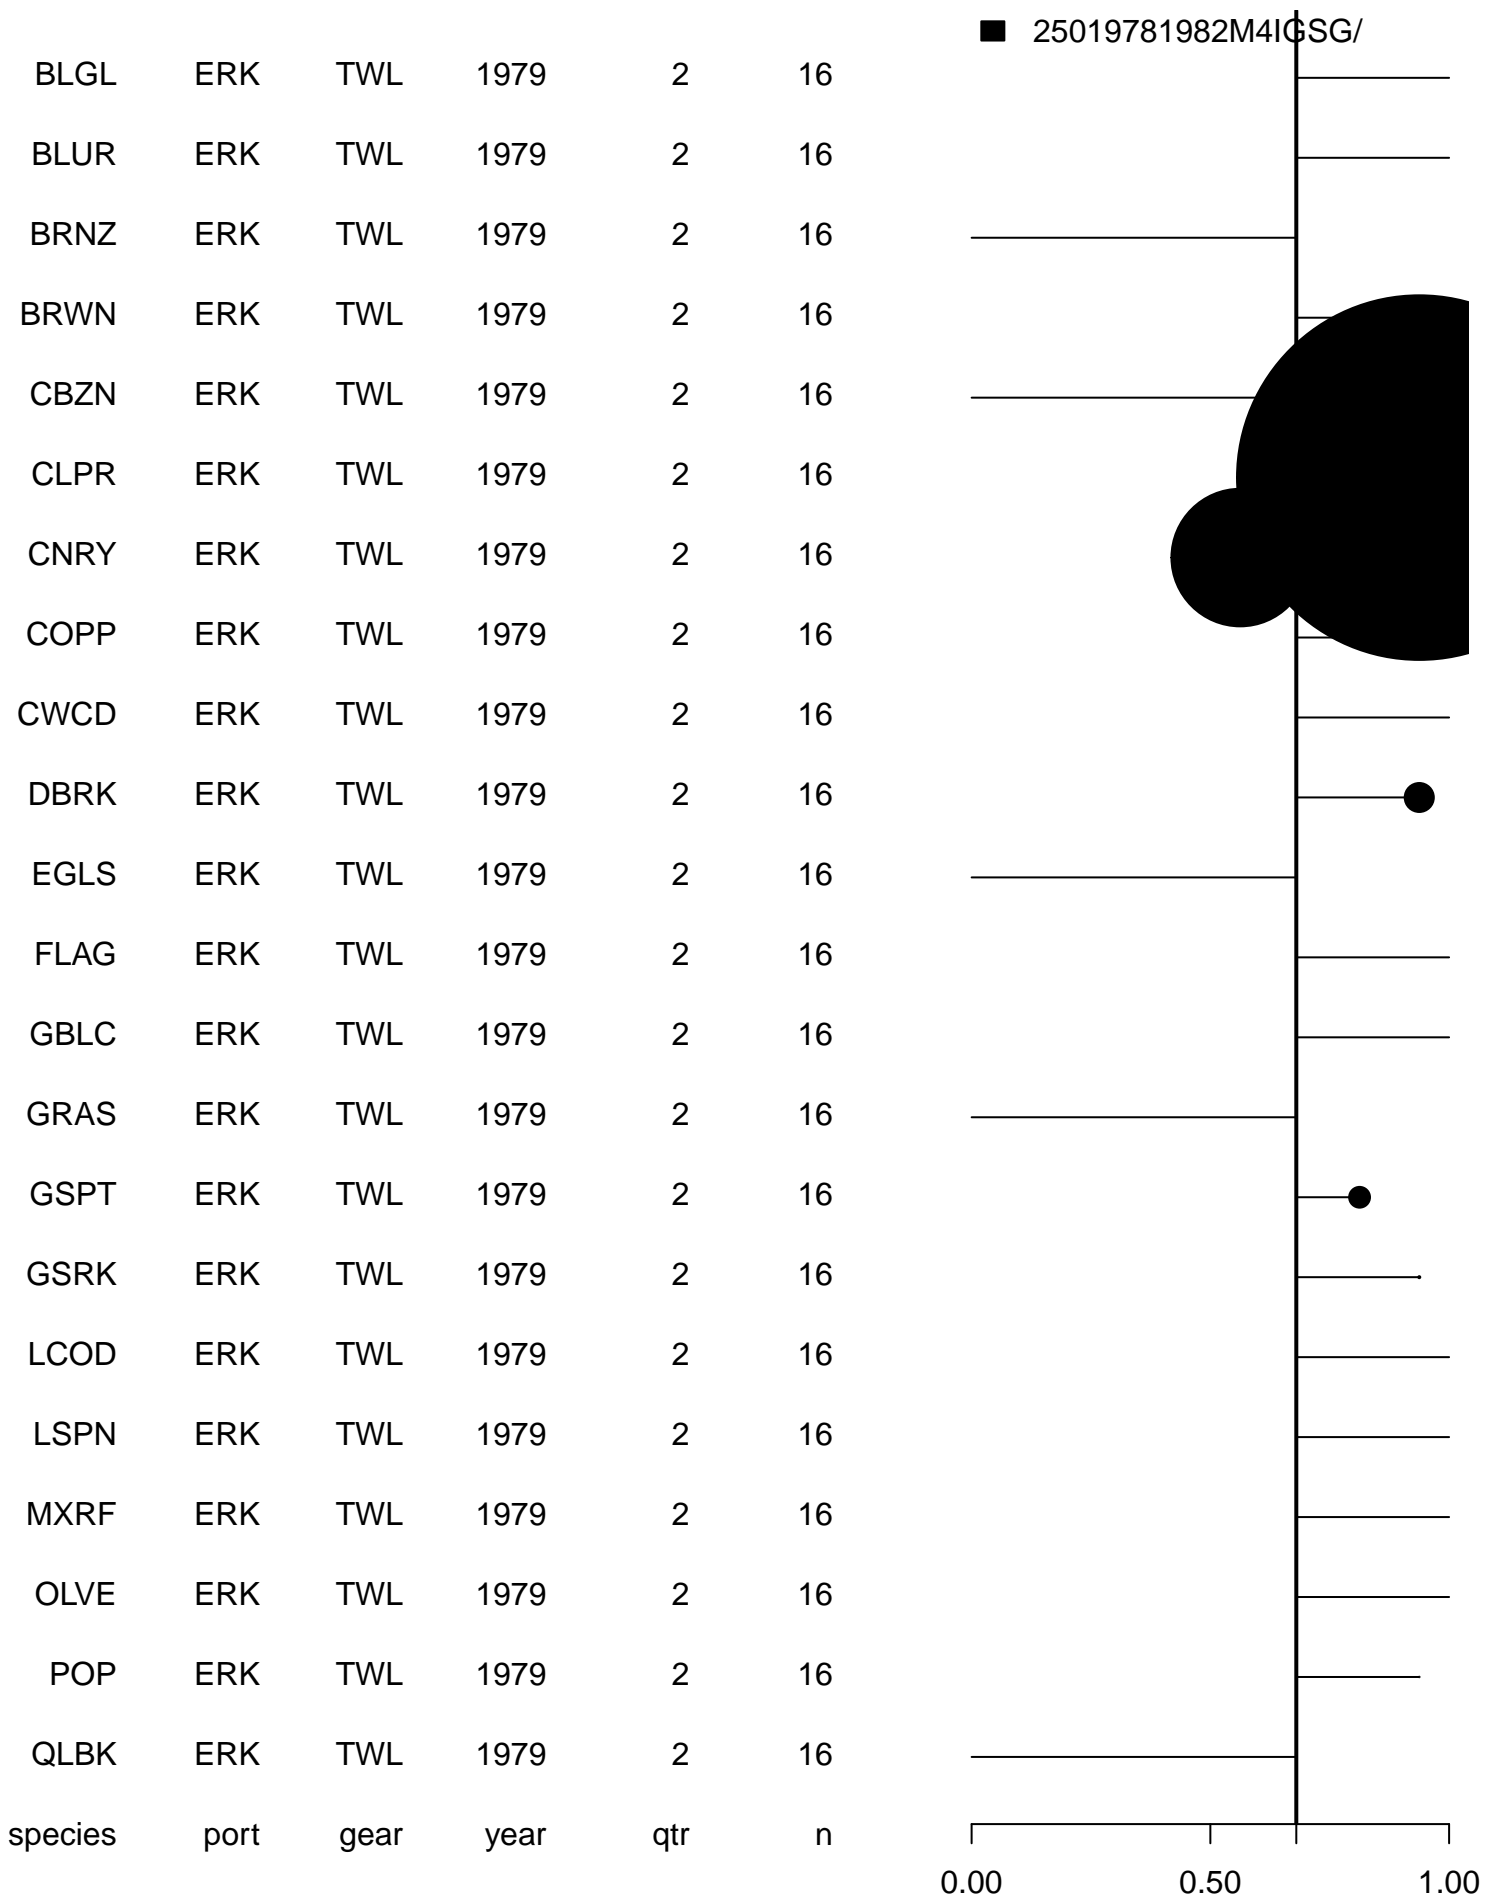 25019781982M4IGSG/
BLGL ERK TWL 1979 2 16
BLUR ERK TWL 1979 2 16
BRNZ ERK TWL 1979 2 16
BRWN ERK TWL 1979 2 16
CBZN ERK TWL 1979 2 16
CLPR ERK TWL 1979 2 16
CNRY ERK TWL 1979 2 16
COPP ERK TWL 1979 2 16
CWCD ERK TWL 1979 2 16
DBRK ERK TWL 1979 2 16
EGLS ERK TWL 1979 2 16
FLAG ERK TWL 1979 2 16
GBLC ERK TWL 1979 2 16
GRAS ERK TWL 1979 2 16
GSPT ERK TWL 1979 2 16
GSRK ERK TWL 1979 2 16
LCOD ERK TWL 1979 2 16
LSPN ERK TWL 1979 2 16
MXRF ERK TWL 1979 2 16
OLVE ERK TWL 1979 2 16
POP ERK TWL 1979 2 16
QLBK ERK TWL 1979 2 16
species port gear year qtr n
0.00 0.50 1.00